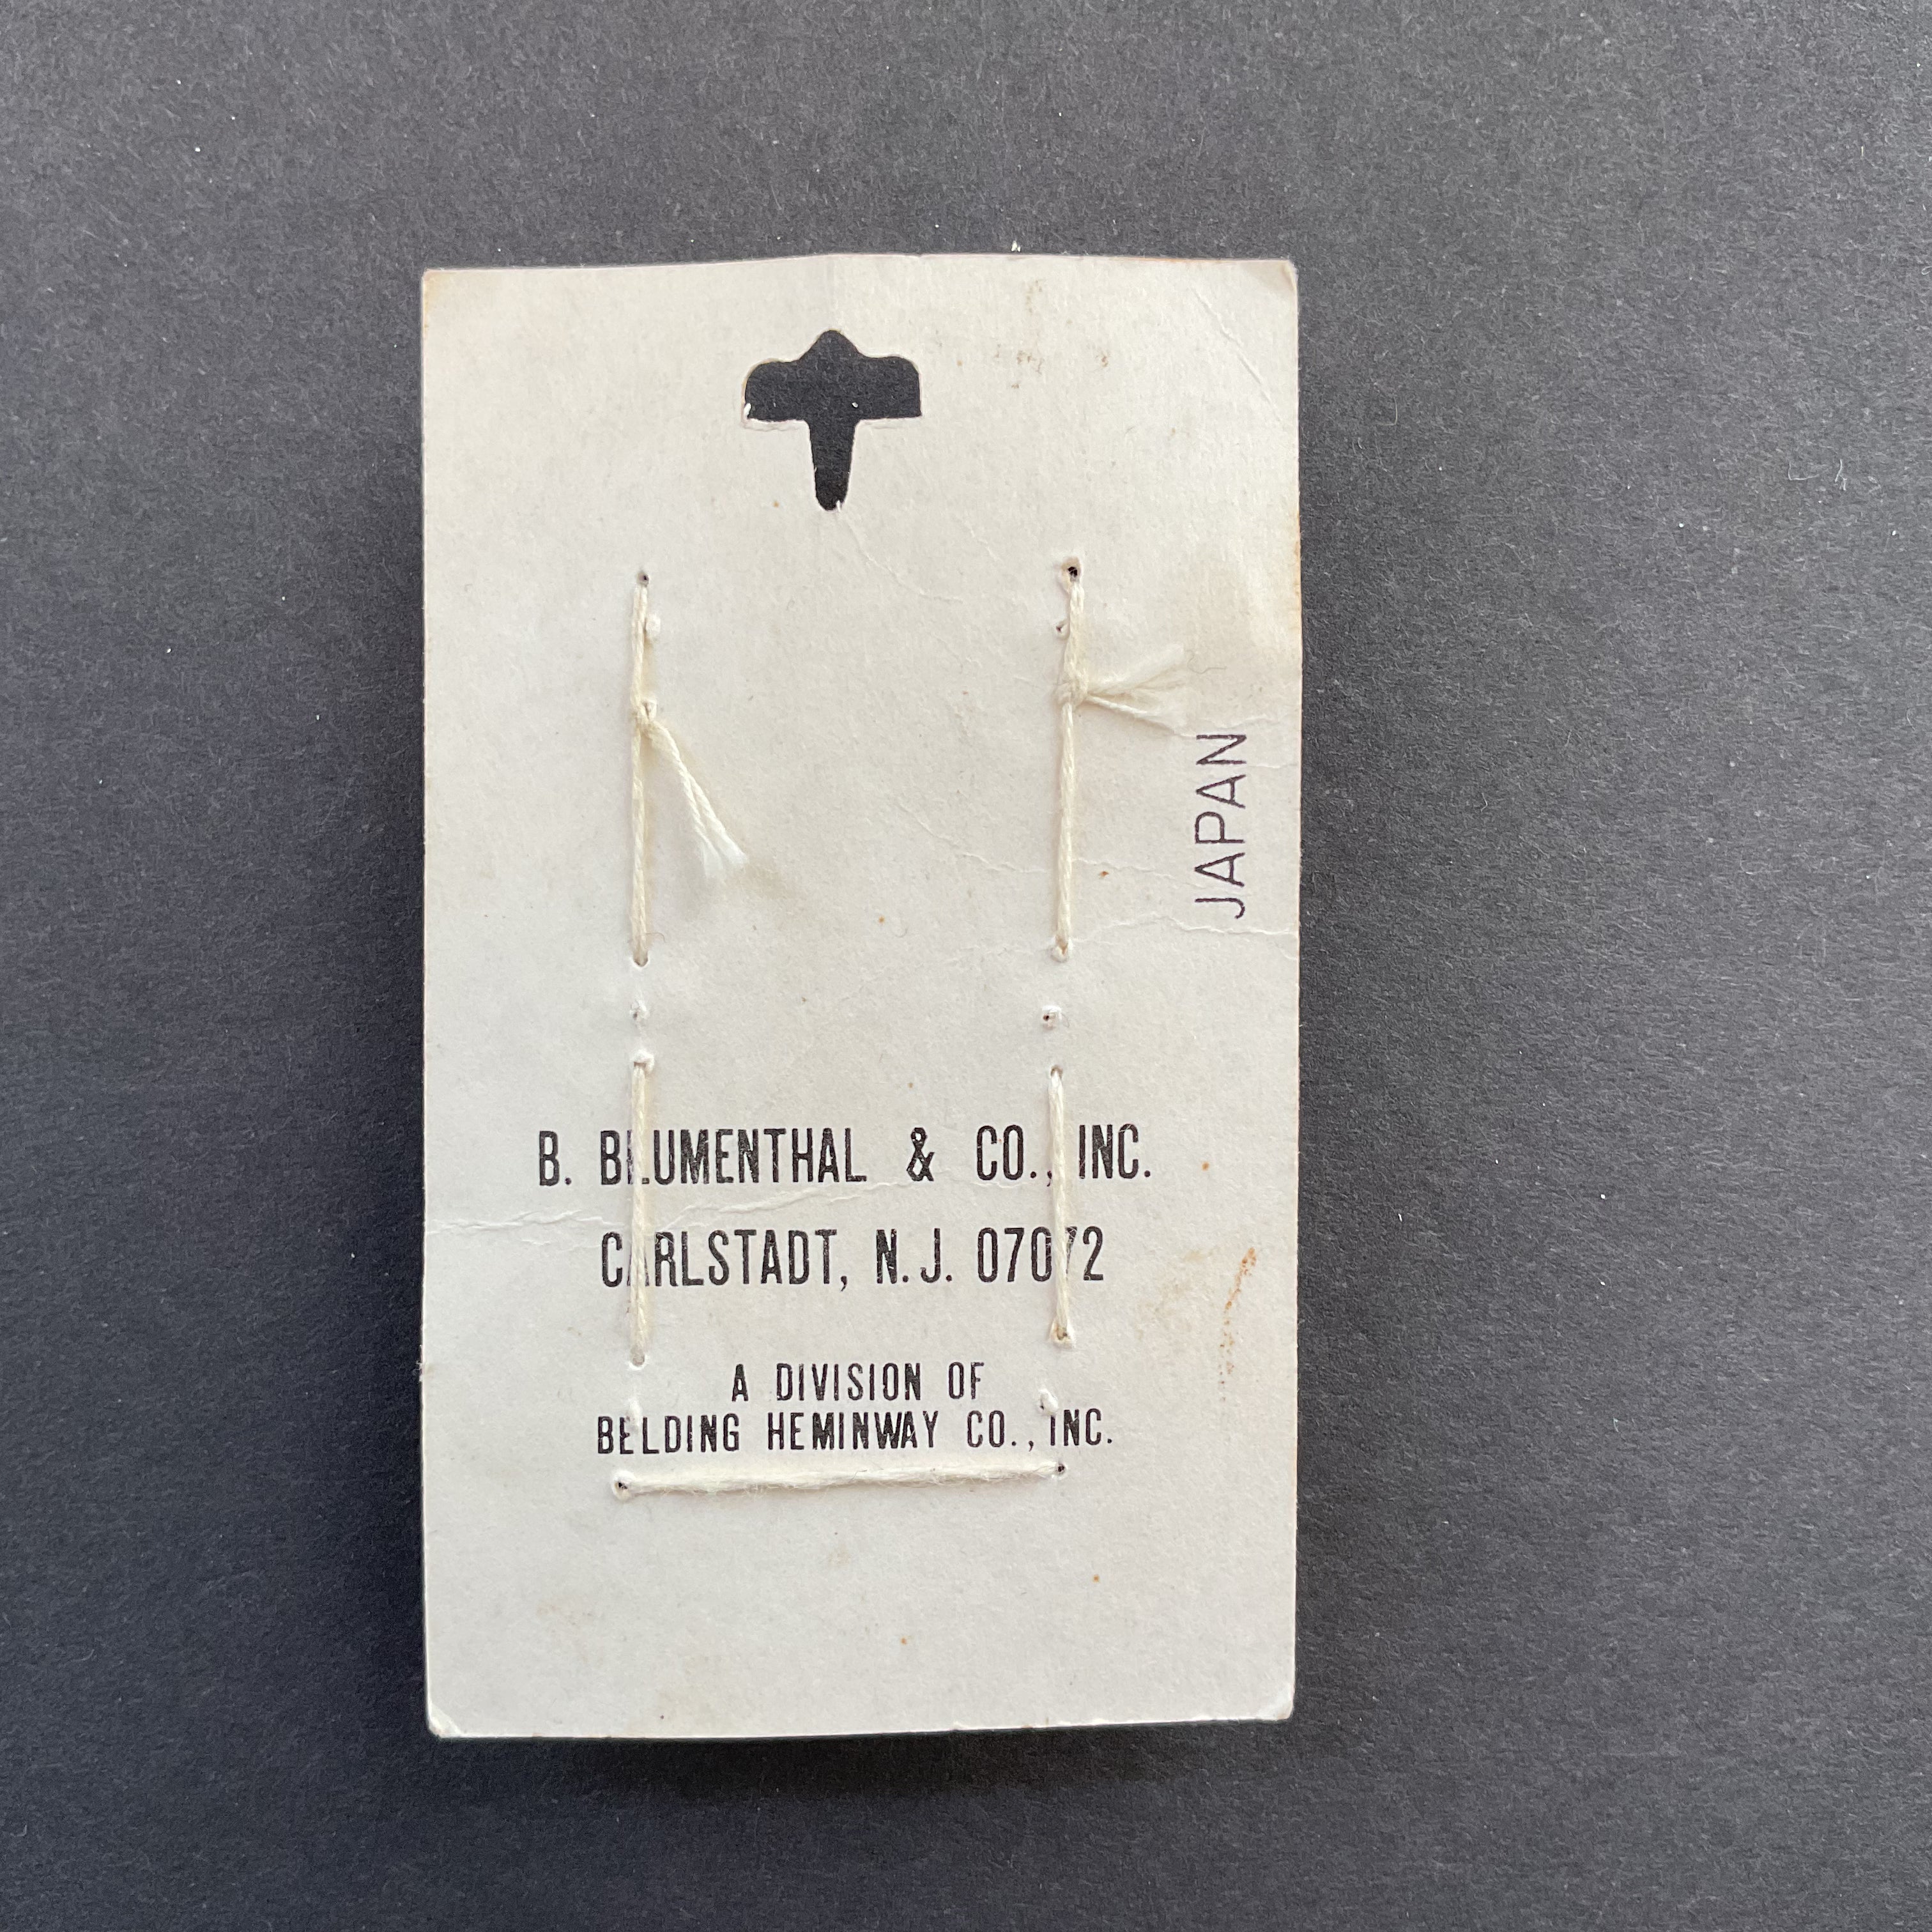 JAPAN
B. BLUMENTHAL & CO., INC.
CARLSTADT, N.J. 07072
A DIVISION OF
BELDING HEMINWAY CO., INC.